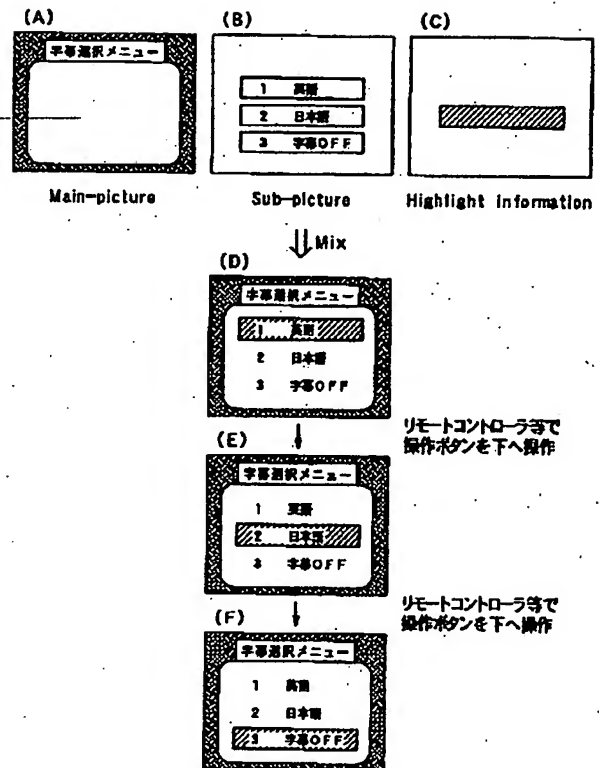 (A)
字幕選択メニュー
Main-picture
(B)
1 英語
2 日本語
3 字幕OFF
Sub-picture
(C)
Highlight information
Mix
(D)
字幕選択メニュー
1 英語
2 日本語
3 字幕OFF
リモートコントローラ等で
操作ボタンを下へ操作
(E)
字幕選択メニュー
1 英語
2 日本語
3 字幕OFF
リモートコントローラ等で
操作ボタンを下へ操作
(F)
字幕選択メニュー
1 英語
2 日本語
3 字幕OFF